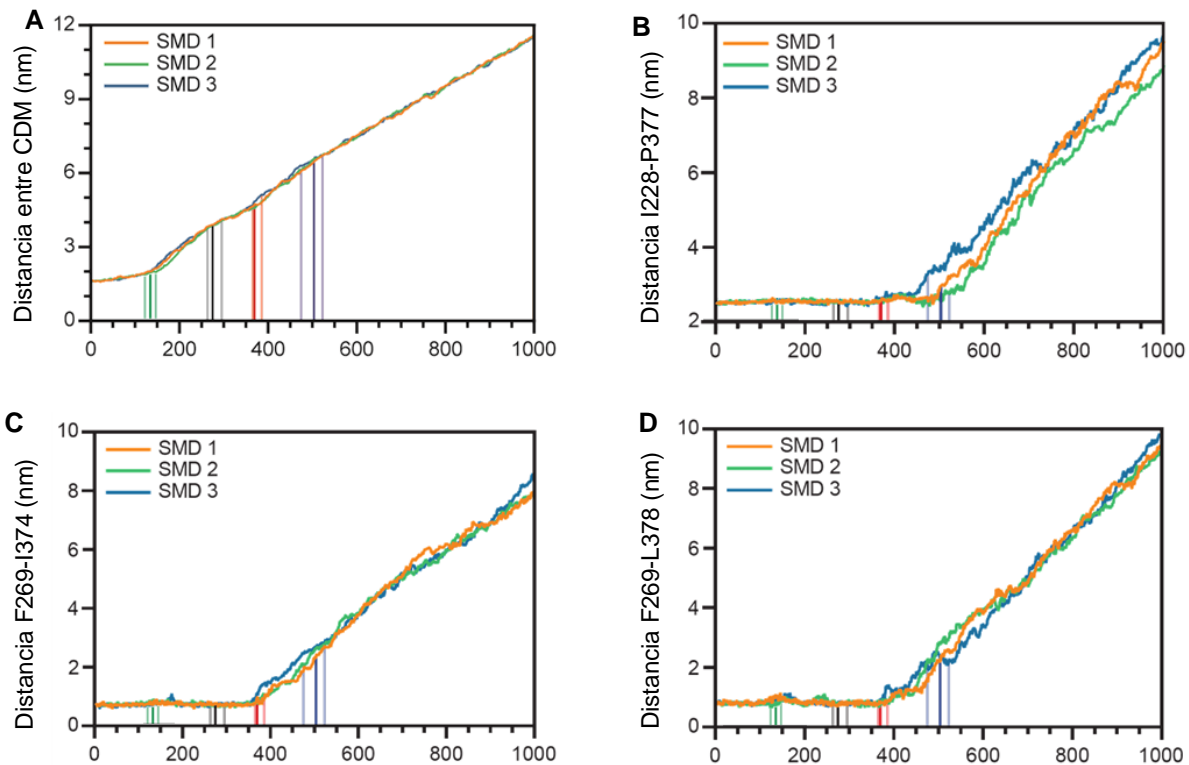 A
Distancia entre CDM (nm)
SMD 1
SMD 2
SMD 3
12
9
6
3
0
0 200 400 600 800 1000
B
Distancia I228-P377 (nm)
SMD 1
SMD 2
SMD 3
10
8
6
4
2
0 200 400 600 800 1000
C
Distancia F269-I374 (nm)
SMD 1
SMD 2
SMD 3
10
8
6
4
2
0
0 200 400 600 800 1000
D
Distancia F269-L378 (nm)
SMD 1
SMD 2
SMD 3
10
8
6
4
2
0
0 200 400 600 800 1000